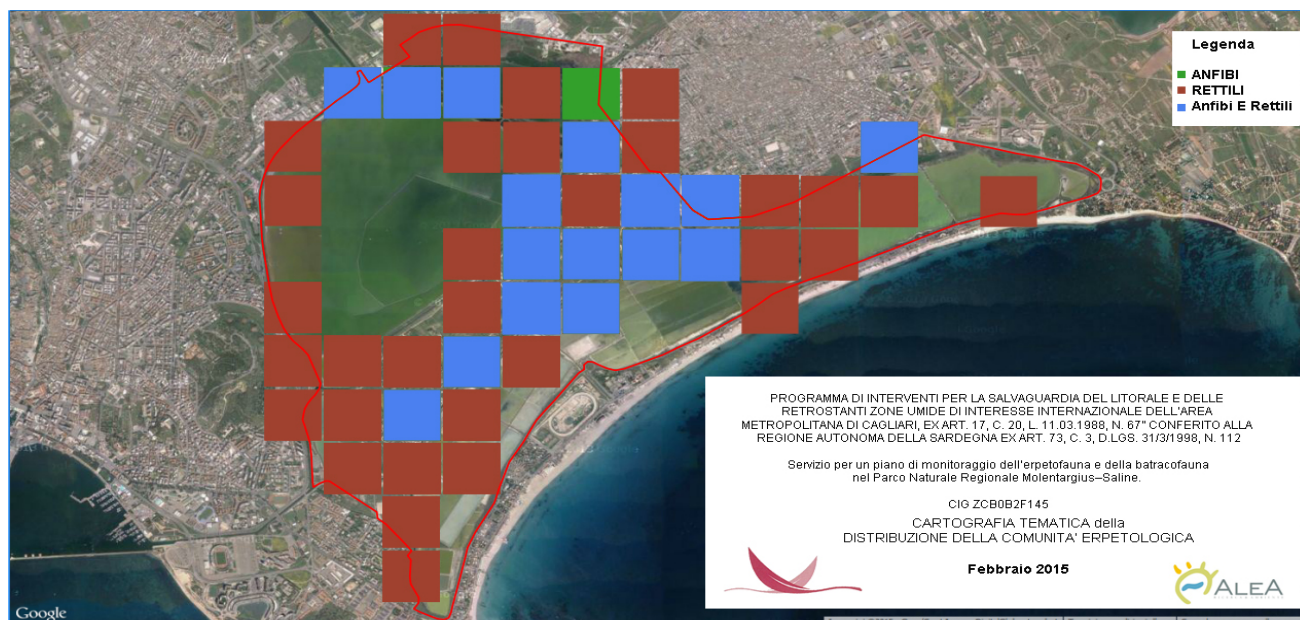 Legenda
ANFIBI
RETTILI
Anfibi E Rettili
PROGRAMMA DI INTERVENTI PER LA SALVAGUARDIA DEL LITORALE E DELLE
RETROSTANTI ZONE UMIDE DI INTERESSE INTERNAZIONALE DELL'AREA
METROPOLITANA DI CAGLIARI, EX ART. 17, C. 20, L. 11.03.1988, N. 67" CONFERITO ALLA
REGIONE AUTONOMA DELLA SARDEGNA EX ART. 73, C. 3, D.LGS. 31/3/1998, N. 112
Servizio per un piano di monitoraggio dell'erpetofauna e della batracofauna
nel Parco Naturale Regionale Molentargius–Saline.
CIG ZCB0B2F145
CARTOGRAFIA TEMATICA della
DISTRIBUZIONE DELLA COMUNITA' ERPETOLOGICA
Febbraio 2015
ALEA
Google